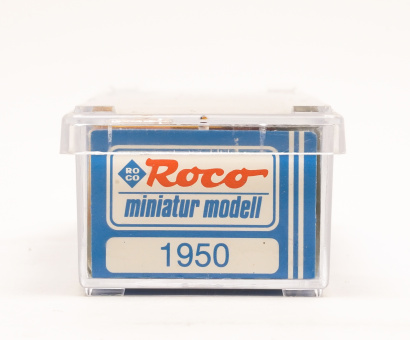 RO
CO
Roco
miniatur modell
1950